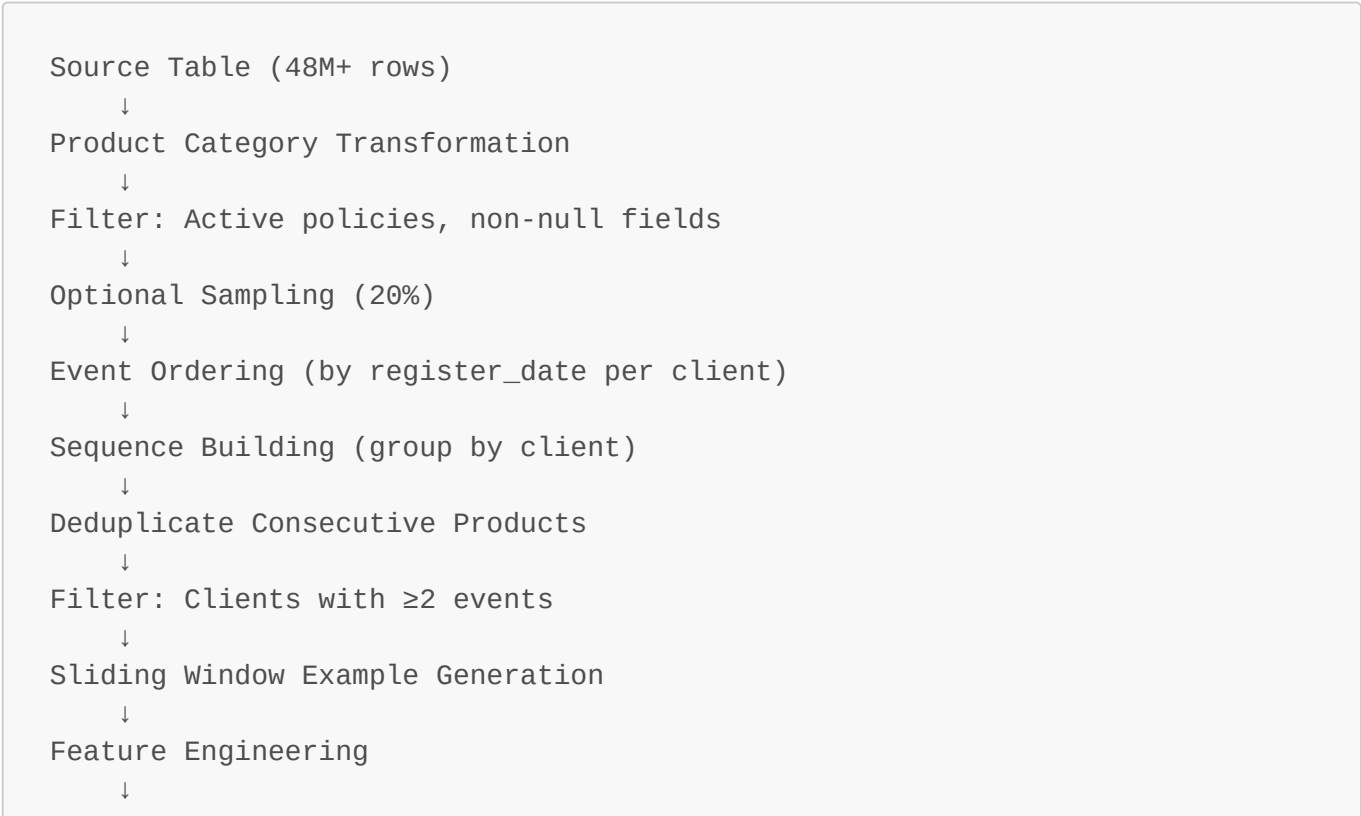 Source Table (48M+ rows)
↓
Product Category Transformation
↓
Filter: Active policies, non-null fields
↓
Optional Sampling (20%)
↓
Event Ordering (by register_date per client)
↓
Sequence Building (group by client)
↓
Deduplicate Consecutive Products
↓
Filter: Clients with ≥2 events
↓
Sliding Window Example Generation
↓
Feature Engineering
↓